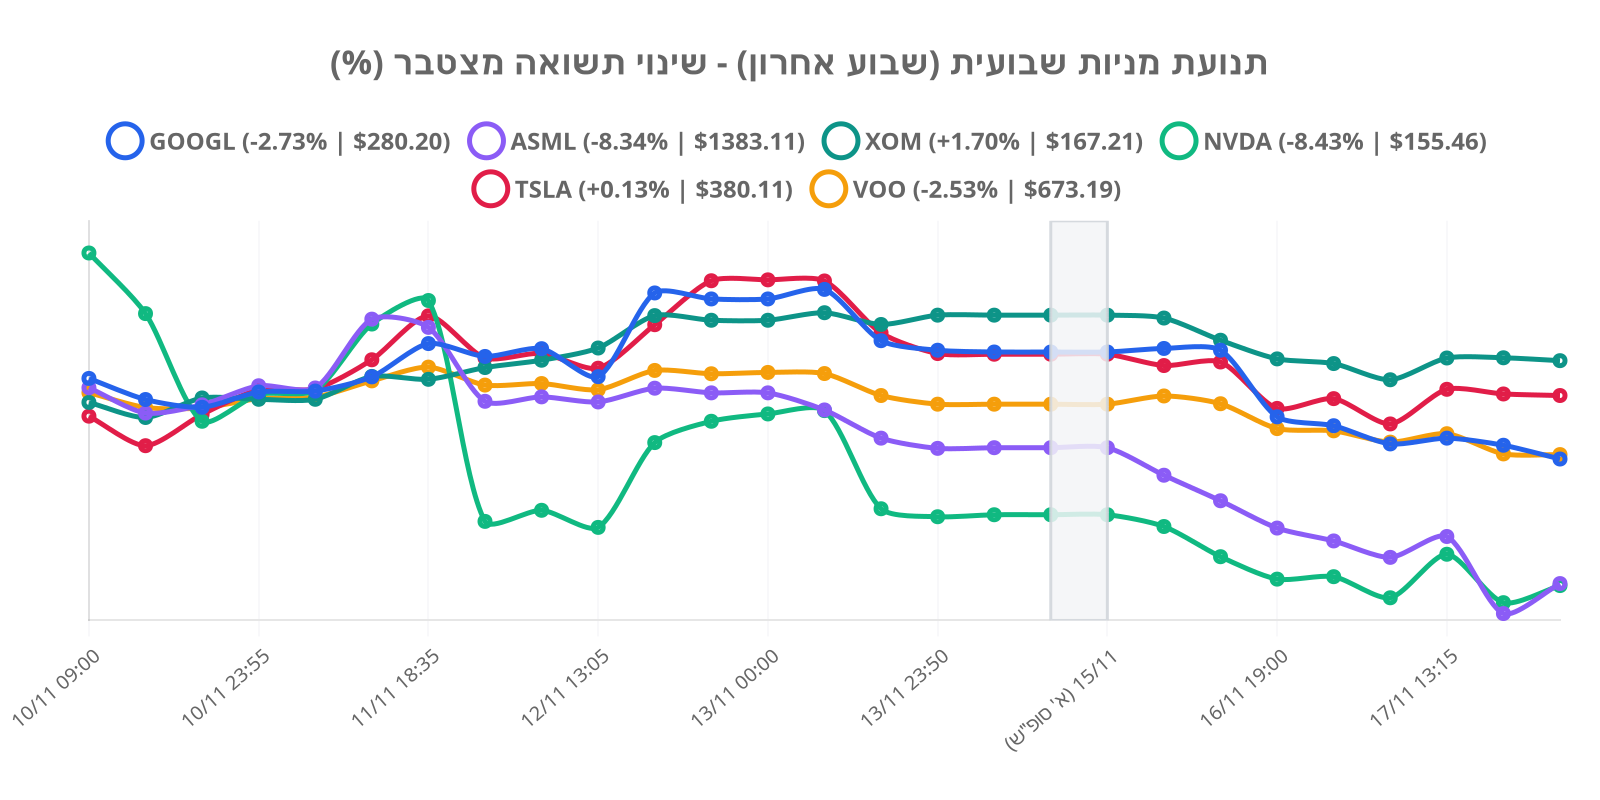 תנועת מניות שבועית (שבוע אחרון) - שינוי תשואה מצטבר (%)
GOOGL (-2.73% | $280.20) ASML (-8.34% | $1383.11) XOM (+1.70% | $167.21) NVDA (-8.43% | $155.46)
TSLA (+0.13% | $380.11) VOO (-2.53% | $673.19)
10/11 09:00
10/11 23:55
11/11 18:35
12/11 13:05
13/11 00:00
13/11 23:50
15/11 (א' סופ"ש)
16/11 19:00
17/11 13:15